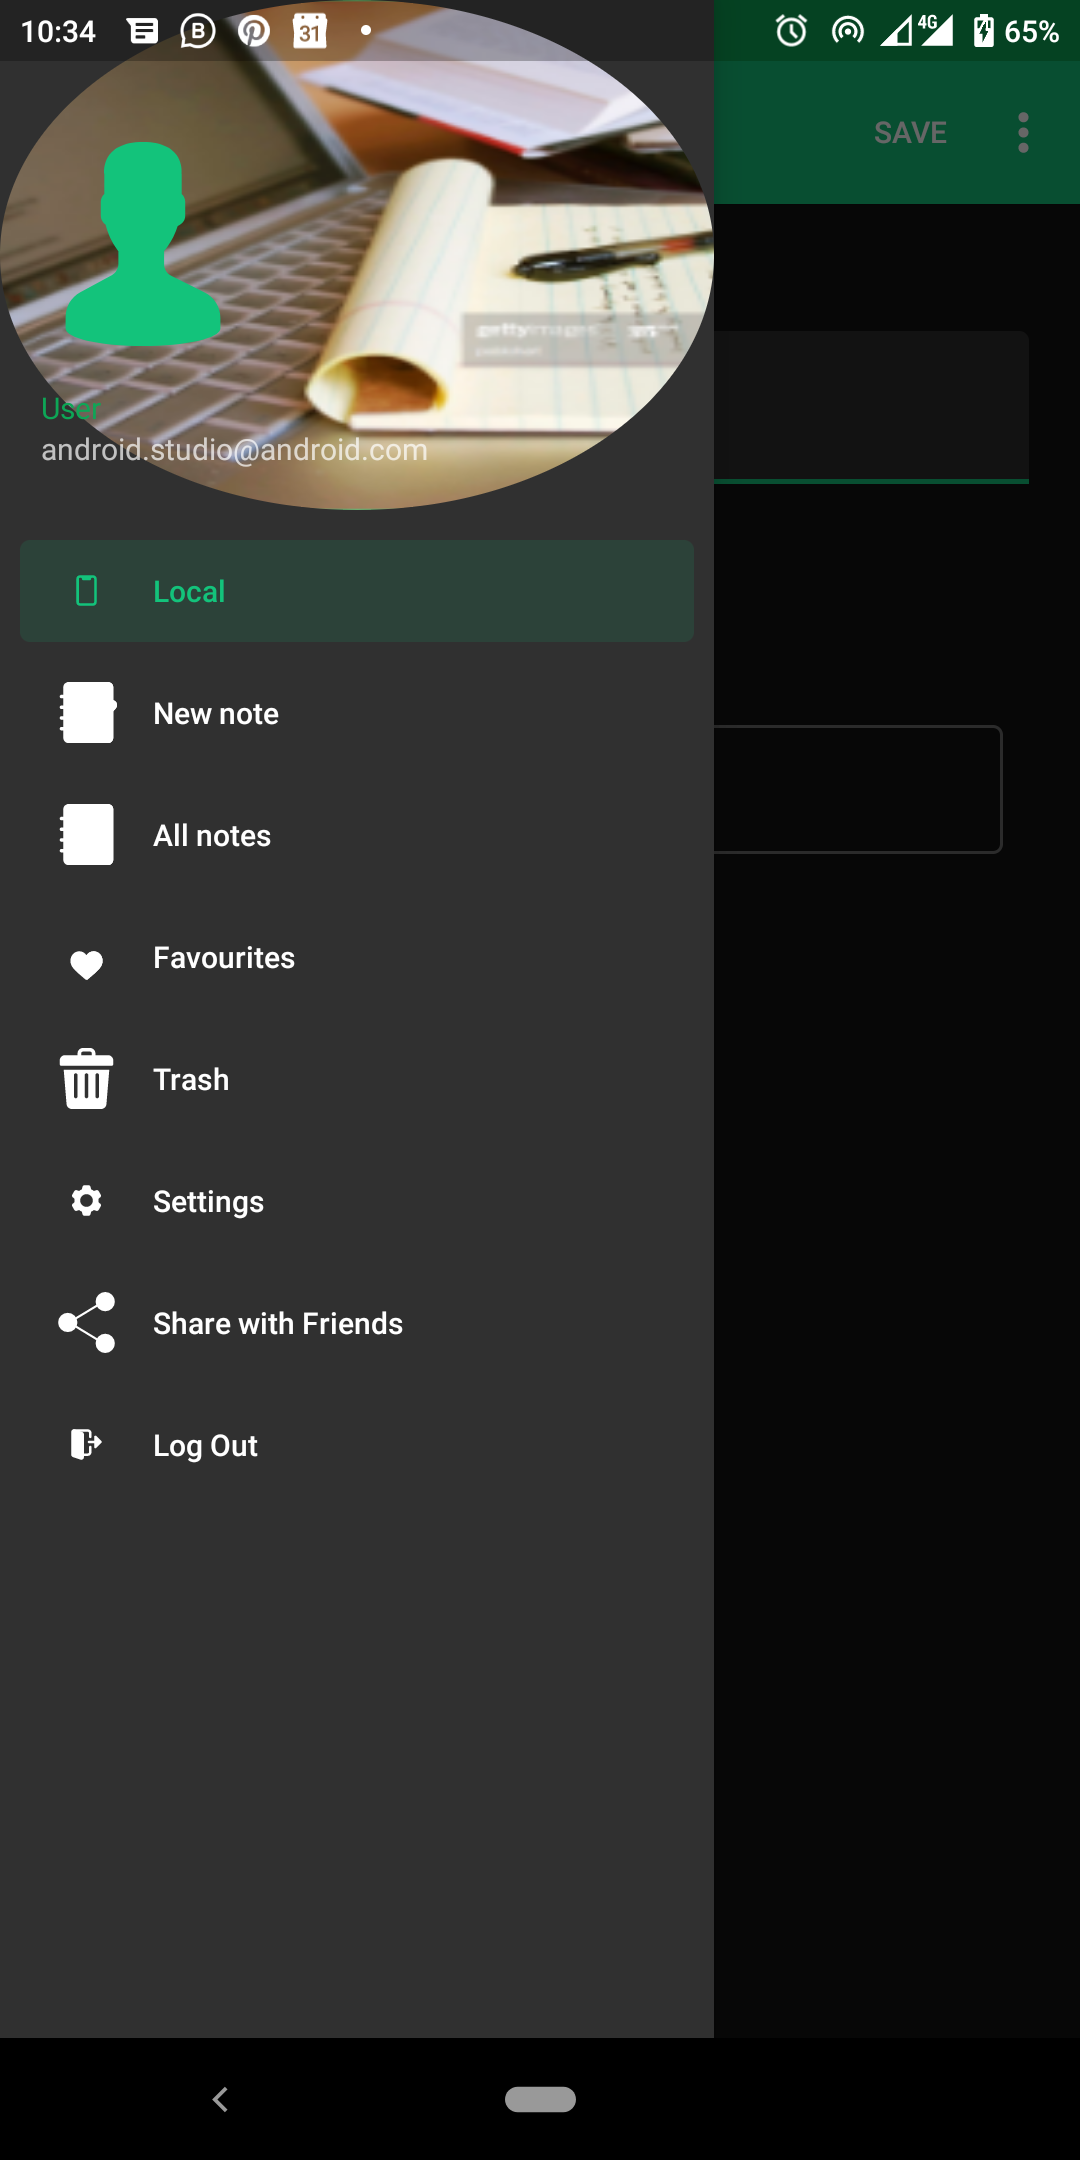 10:34
B
31
4G
65%
SAVE
gettyimages
User
android.studio@android.com
Local
New note
All notes
Favourites
Trash
Settings
Share with Friends
Log Out